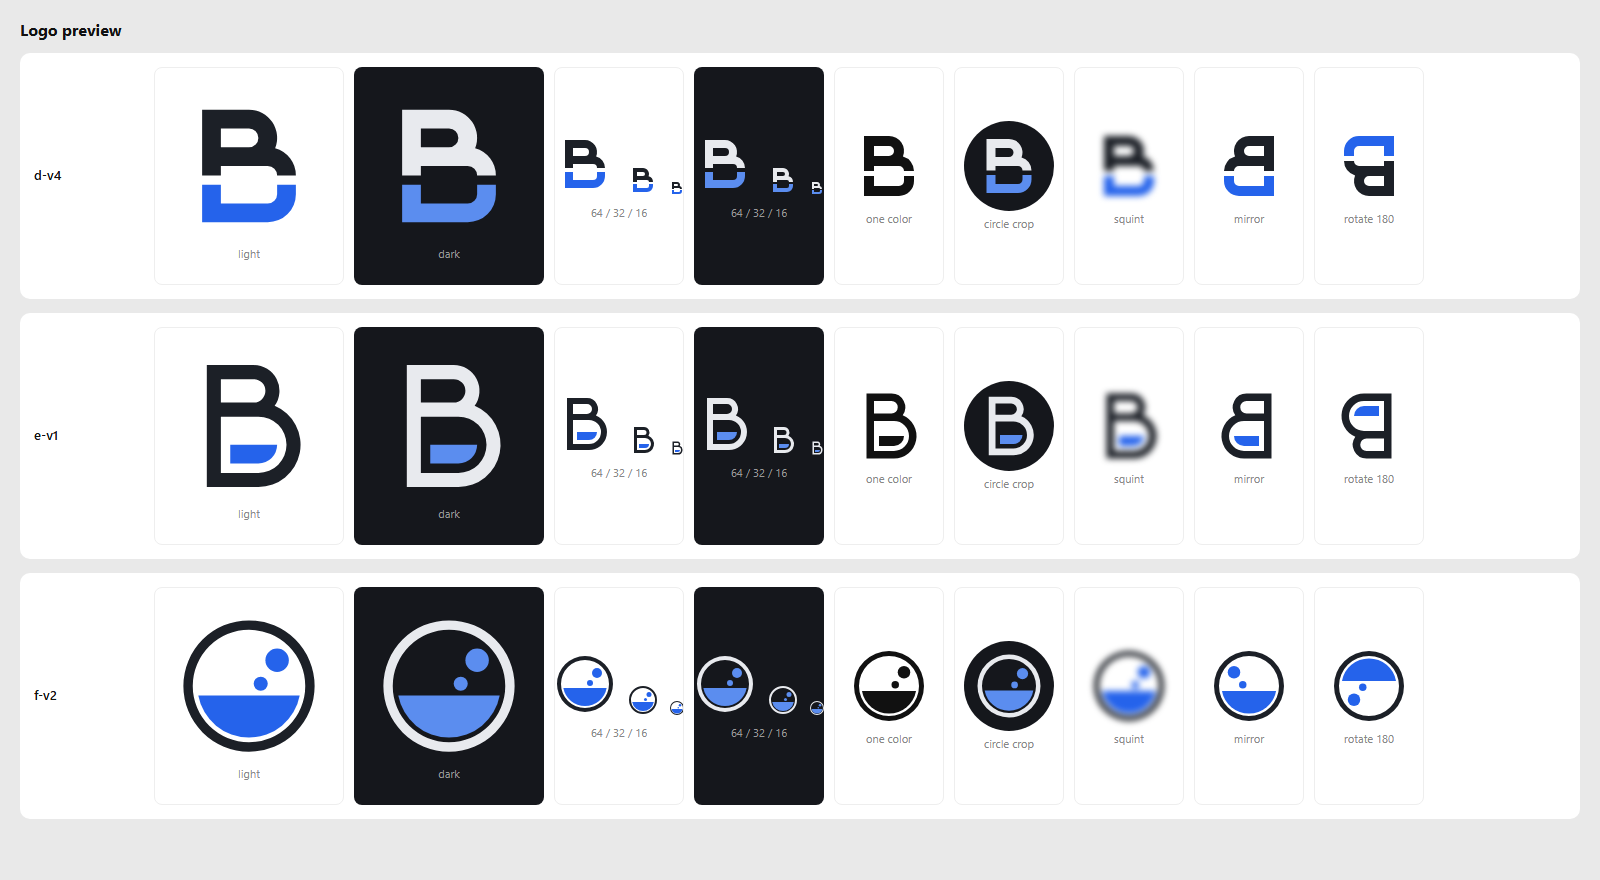 Logo preview
d-v4
light
dark
64 / 32 / 16
64 / 32 / 16
one color
circle crop
squint
mirror
rotate 180
e-v1
light
dark
64 / 32 / 16
64 / 32 / 16
one color
circle crop
squint
mirror
rotate 180
f-v2
light
dark
64 / 32 / 16
64 / 32 / 16
one color
circle crop
squint
mirror
rotate 180